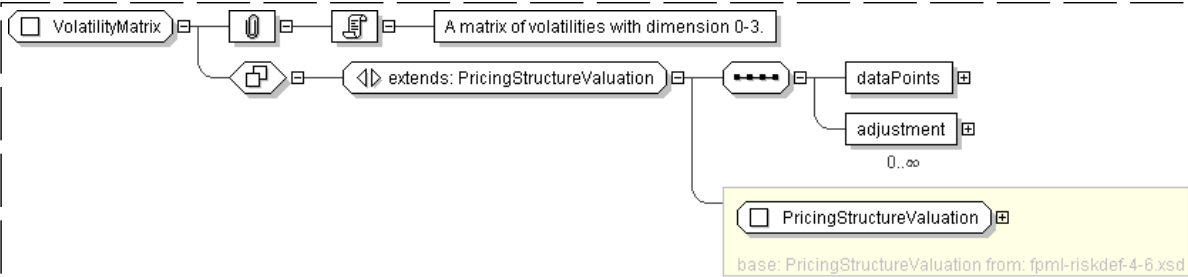 VolatilityMatrix
A matrix of volatilities with dimension 0-3.
extends: PricingStructureValuation
dataPoints
adjustment
0..∞
PricingStructureValuation
base: PricingStructureValuation from: fpml-riskdef-4-6.xsd